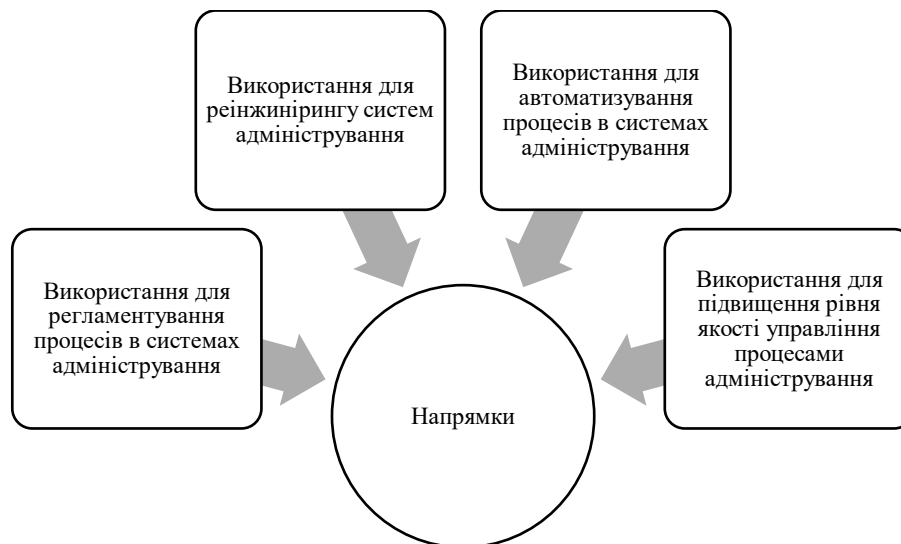 Використання для
реінжинірингу систем
адміністрування
Використання для
автоматизування
процесів в системах
адміністрування
Використання для
регламентування
процесів в системах
адміністрування
Використання для
підвищення рівня
якості управління
процесами
адміністрування
Напрямки